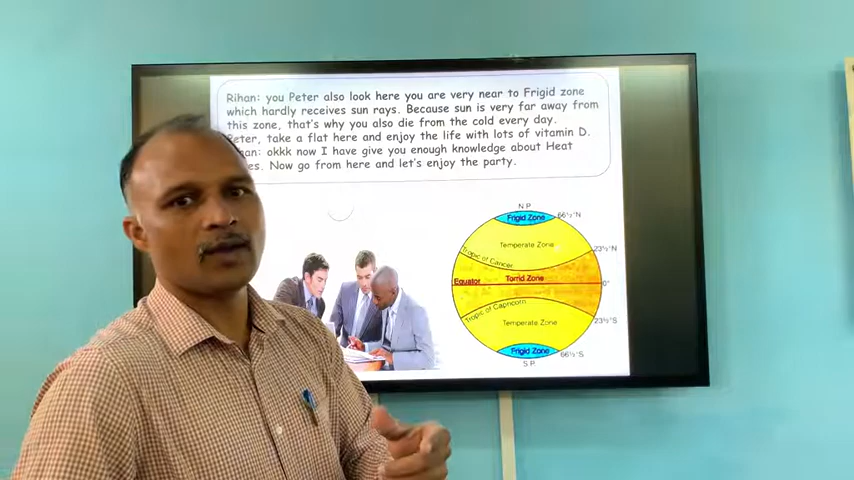 Rihan: you Peter also look here you are very near to Frigid zone
which hardly receives sun rays. Because sun is very far away from
this zone, that's why you also die from the cold every day.
Peter, take a flat here and enjoy the life with lots of vitamin D.
okkk now I have give you enough knowledge about Heat
Now go from here and let's enjoy the party.
N P
Frigid Zone 66½°N
Temperate Zone
23½°N
Tropic of Cancer
Equator Torrid Zone 0°
Tropic of Capricorn
Temperate Zone 23½°S
Frigid Zone 66½°S
S P